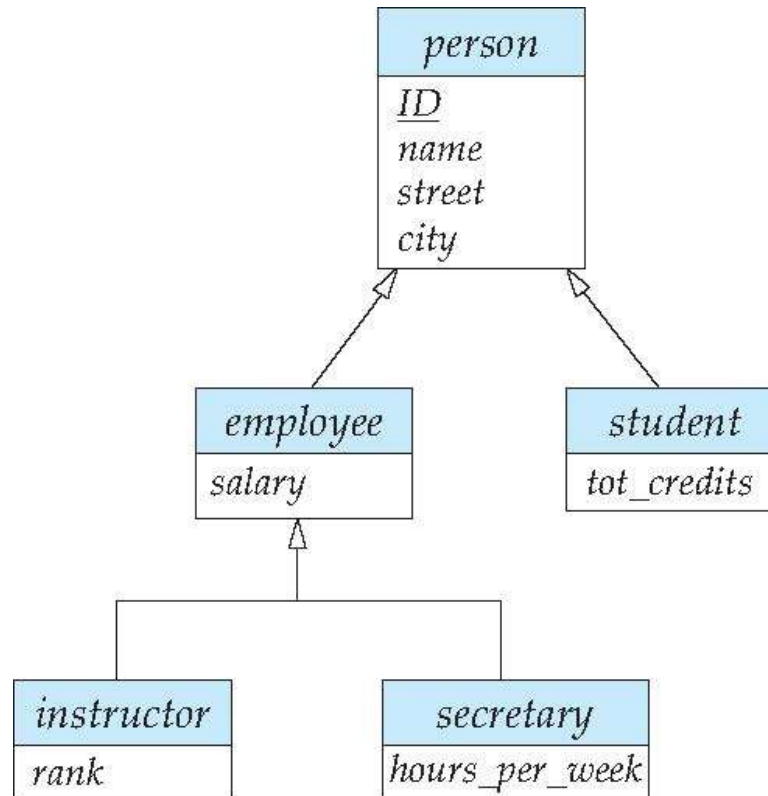 person
ID
name
street
city
employee
salary
student
tot_credits
instructor
rank
secretary
hours_per_week